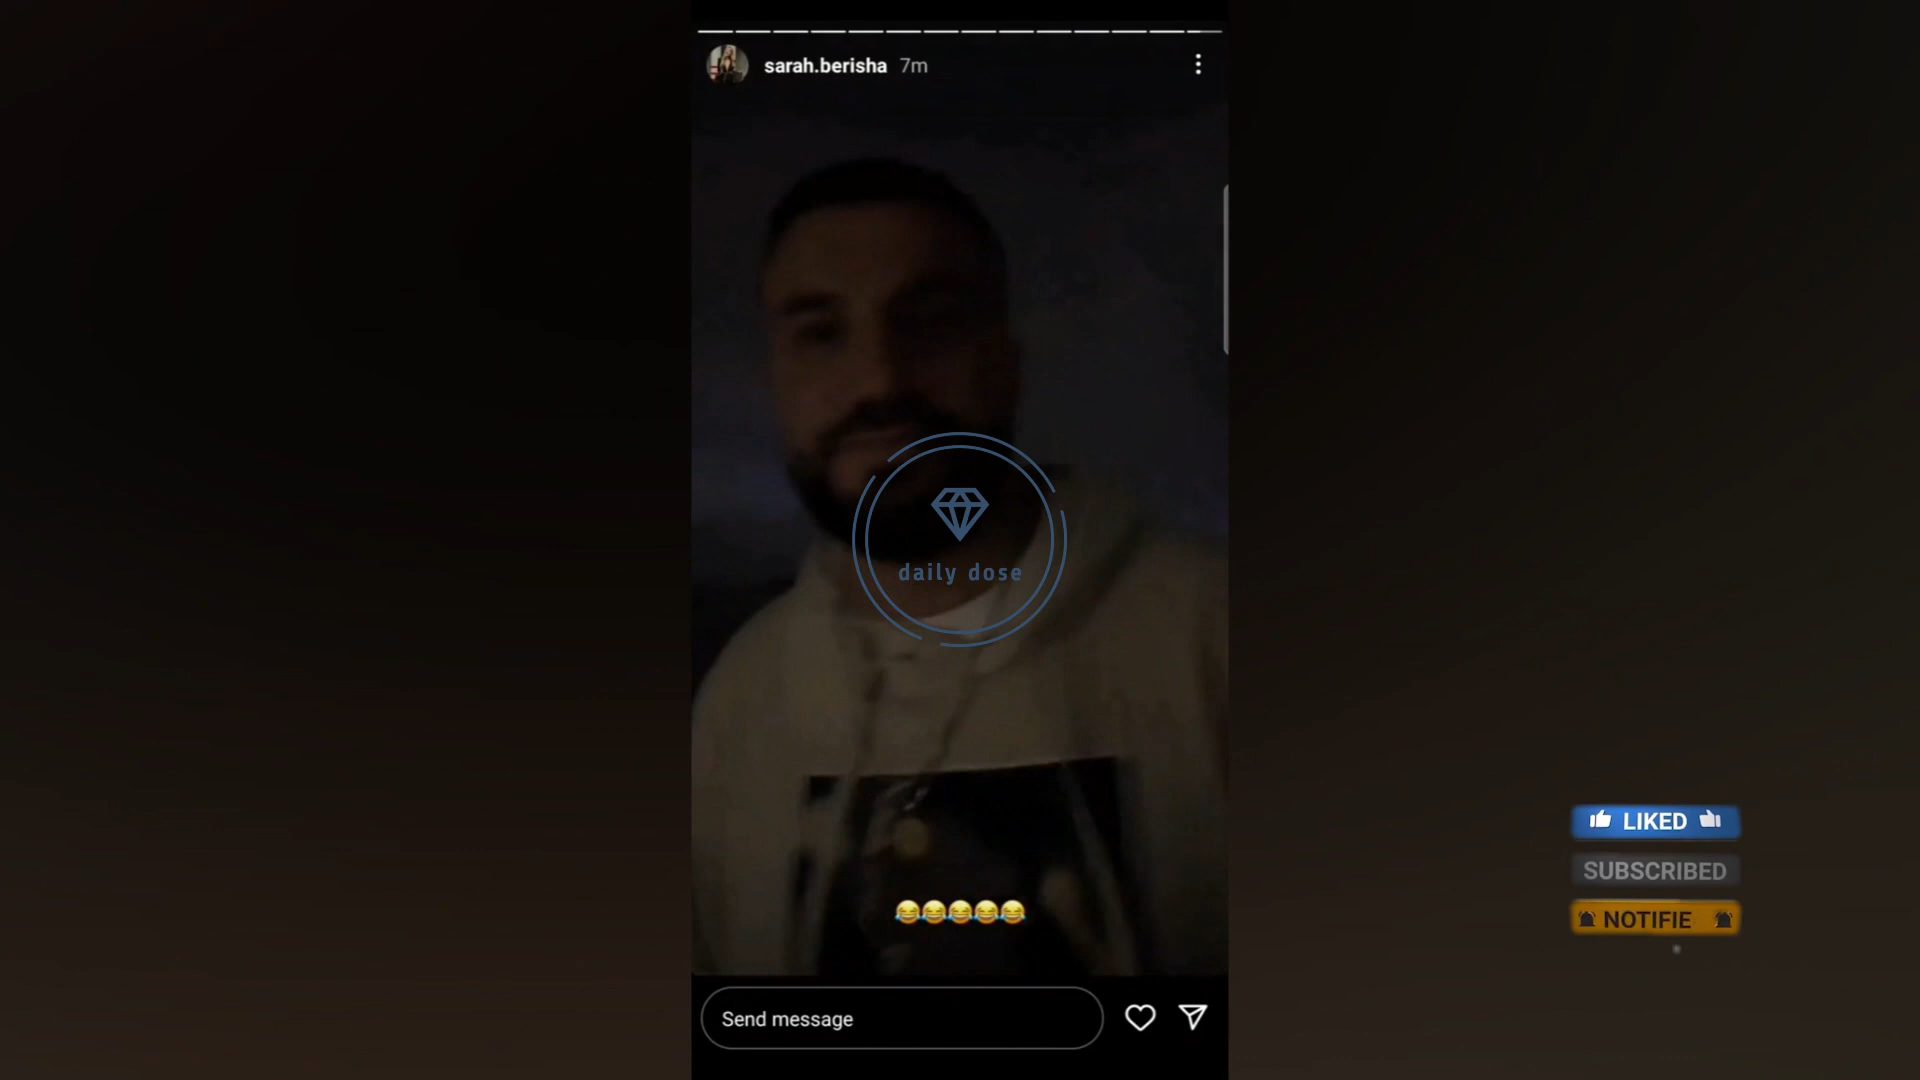 sarah.berisha 7m
daily dose
😂😂😂😂😂
Send message
LIKED
SUBSCRIBED
NOTIFIE